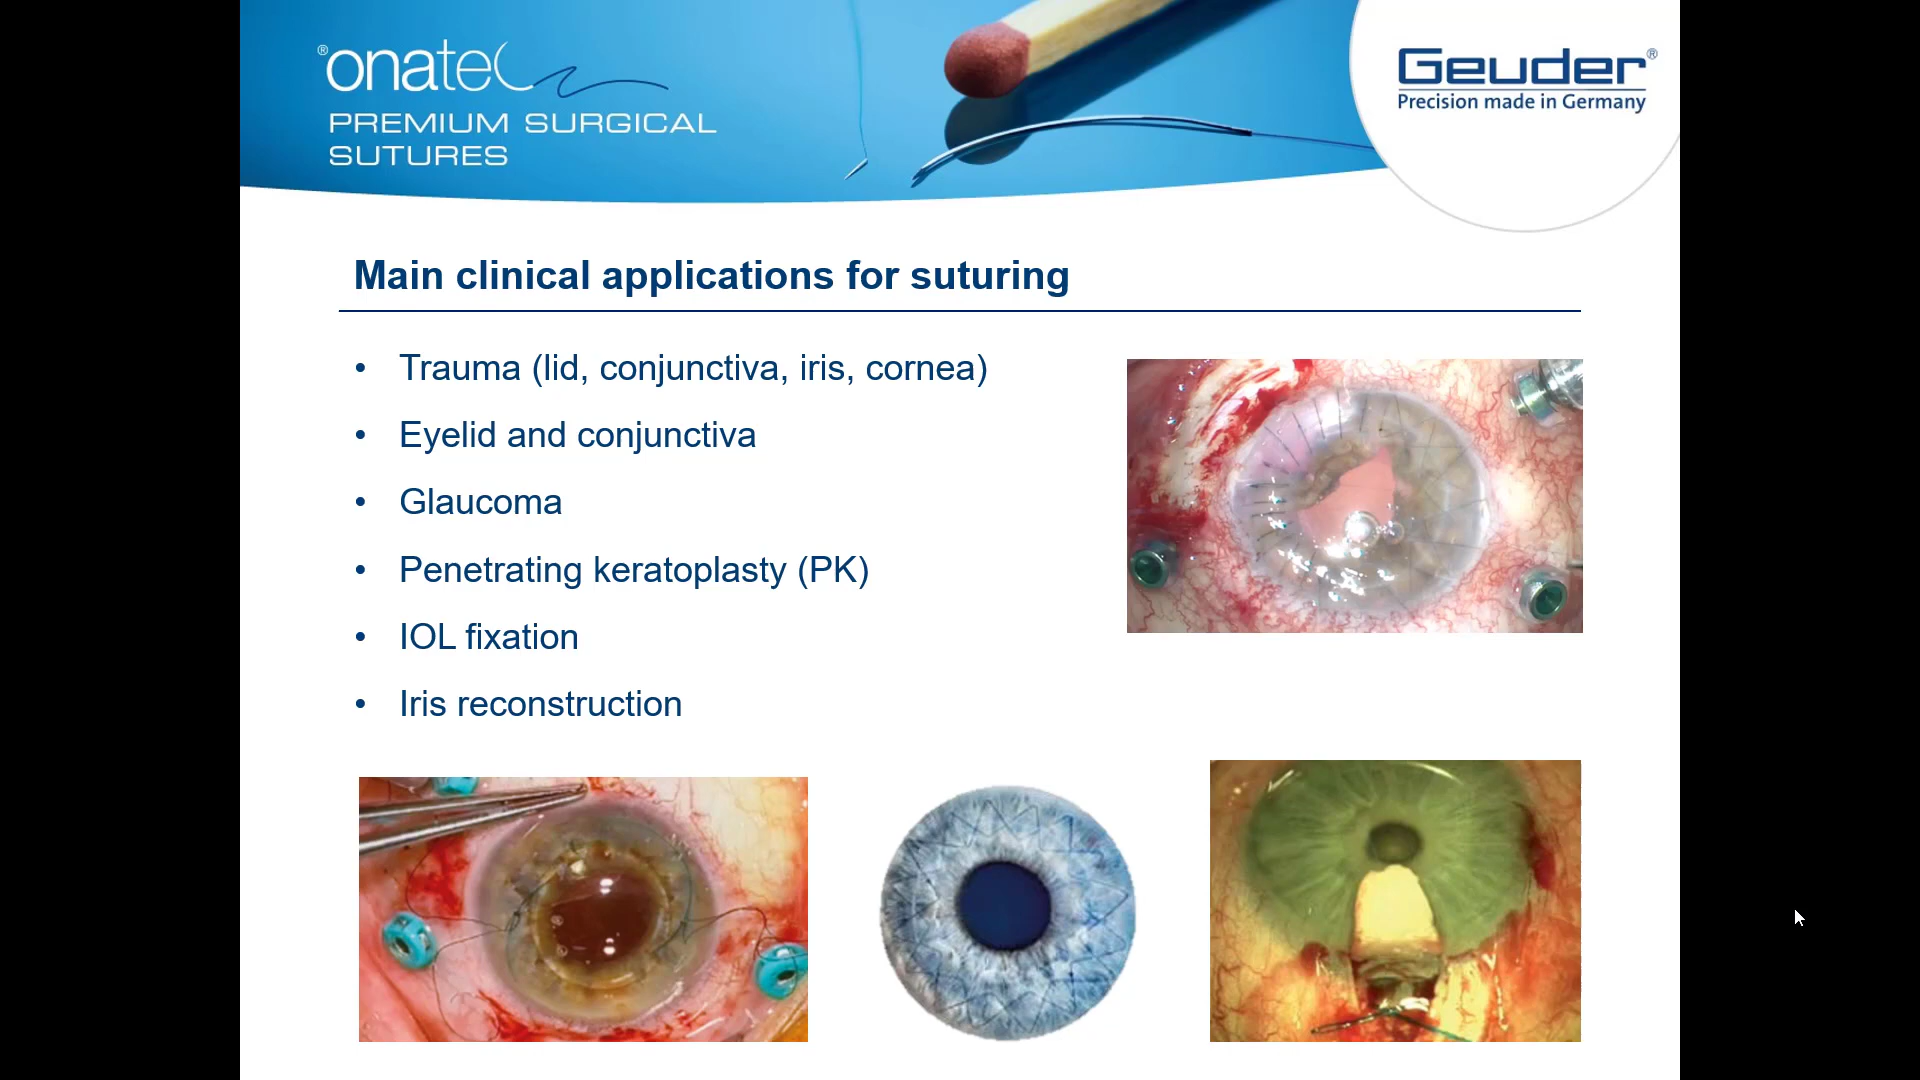 ®onatec
PREMIUM SURGICAL
SUTURES
Geuder®
Precision made in Germany
Main clinical applications for suturing
• Trauma (lid, conjunctiva, iris, cornea)
• Eyelid and conjunctiva
• Glaucoma
• Penetrating keratoplasty (PK)
• IOL fixation
• Iris reconstruction